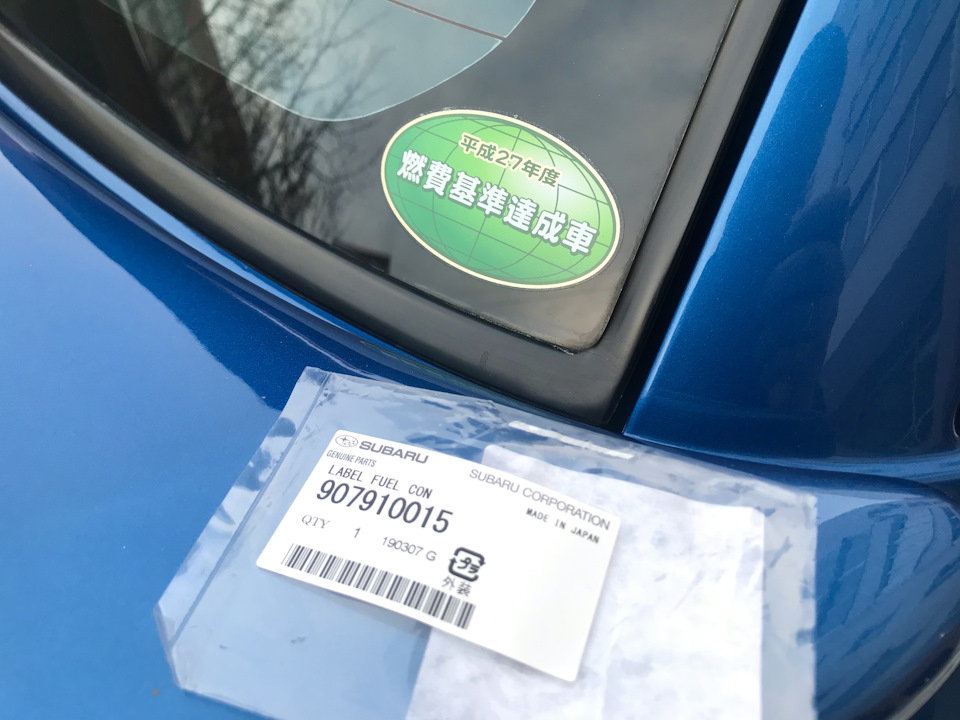 平成27年度
燃費基準達成車
SUBARU
GENUINE PARTS
SUBARU CORPORATION
LABEL FUEL CON
MADE IN JAPAN
907910015
QTY 1 190307 G
プラ
外装